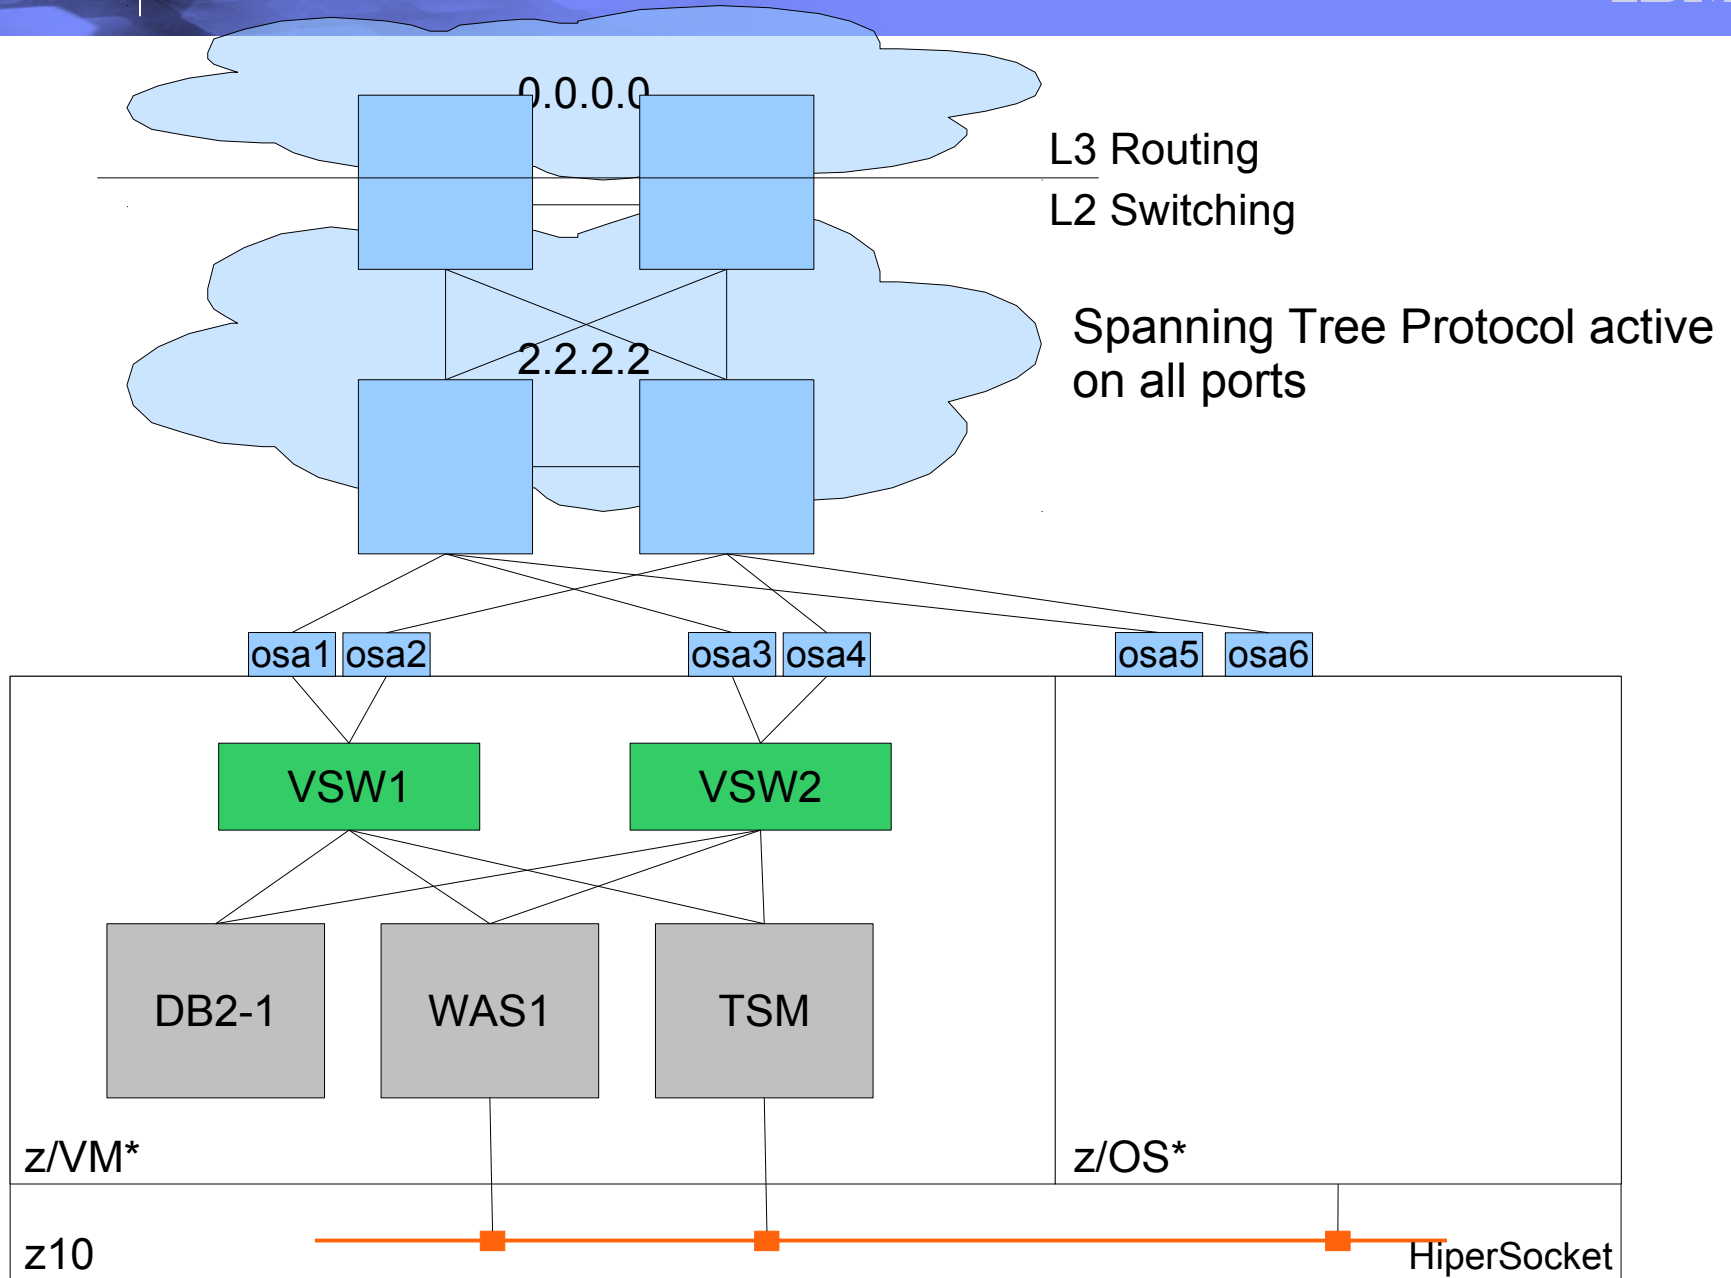 0.0.0.0
L3 Routing
L2 Switching
Spanning Tree Protocol active
on all ports
2.2.2.2
osa1 osa2 osa3 osa4 osa5 osa6
VSW1 VSW2
DB2-1 WAS1 TSM
z/VM* z/OS*
z10 HiperSocket